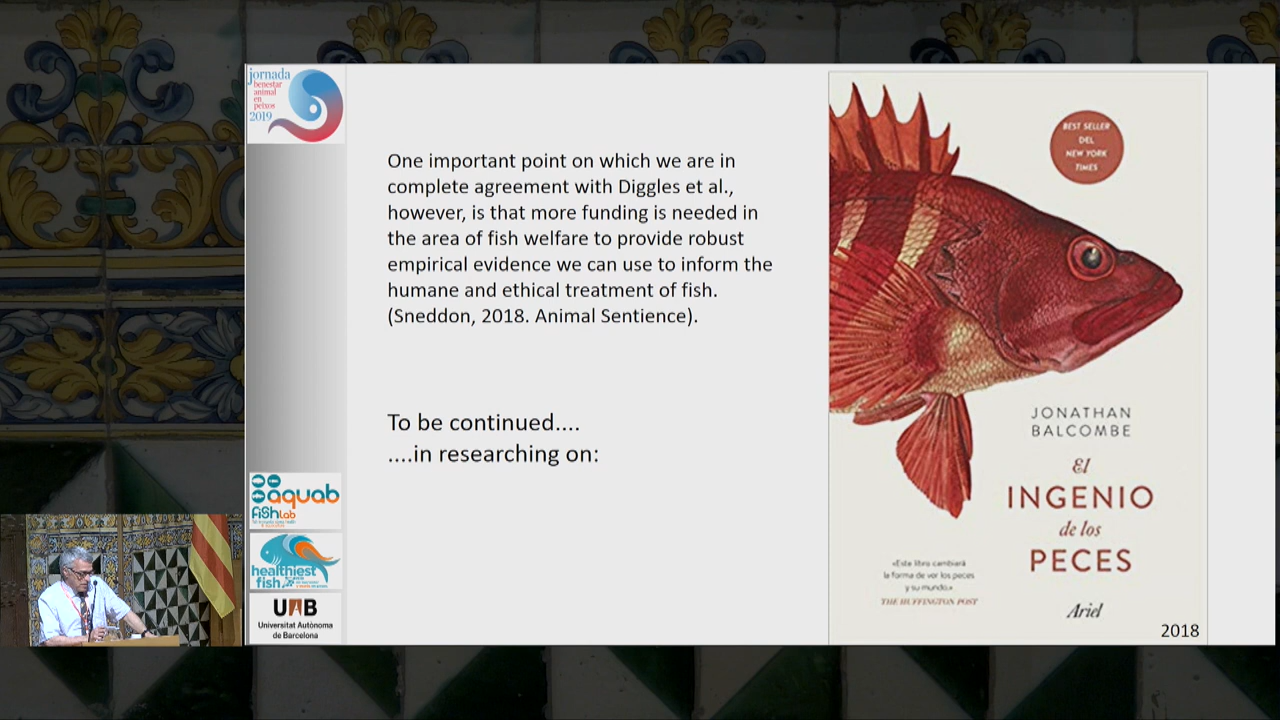 jornada
benestar
animal
en
peixos
2019
One important point on which we are in
complete agreement with Diggles et al.,
however, is that more funding is needed in
the area of fish welfare to provide robust
empirical evidence we can use to inform the
humane and ethical treatment of fish.
(Sneddon, 2018. Animal Sentience).
To be continued....
....in researching on:
BEST SELLER
DEL
NEW YORK
TIMES
JONATHAN
BALCOMBE
El
INGENIO
de los
PECES
«Este libro cambiará
la forma de ver los peces
y su mundo.»
THE HUFFINGTON POST
Ariel
2018
aquab
fish lab
healthiest
fish
UAB
Universitat Autònoma
de Barcelona